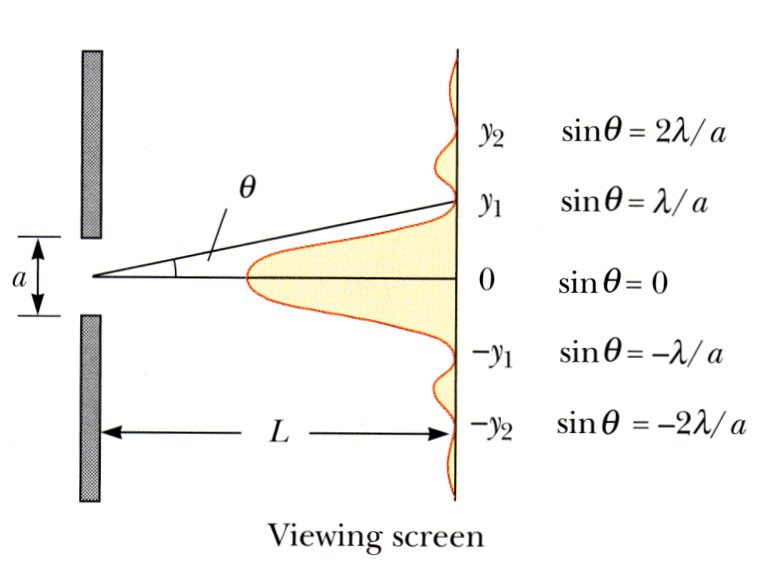 y₂ sinθ = 2λ/a
θ
y₁ sinθ = λ/a
a
0 sinθ = 0
−y₁ sinθ = −λ/a
L
−y₂ sinθ = −2λ/a
Viewing screen